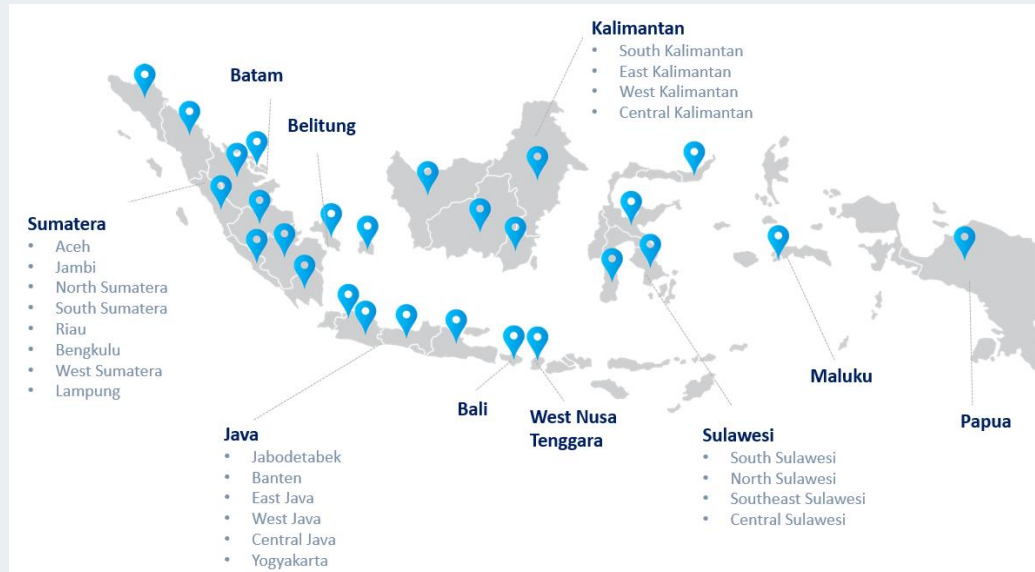 Kalimantan
• South Kalimantan
• East Kalimantan
• West Kalimantan
• Central Kalimantan
Batam
Belitung
Sumatera
• Aceh
• Jambi
• North Sumatera
• South Sumatera
• Riau
• Bengkulu
• West Sumatera
• Lampung
Java
• Jabodetabek
• Banten
• East Java
• West Java
• Central Java
• Yogyakarta
Bali
West Nusa
Tenggara
Sulawesi
• South Sulawesi
• North Sulawesi
• Southeast Sulawesi
• Central Sulawesi
Maluku
Papua